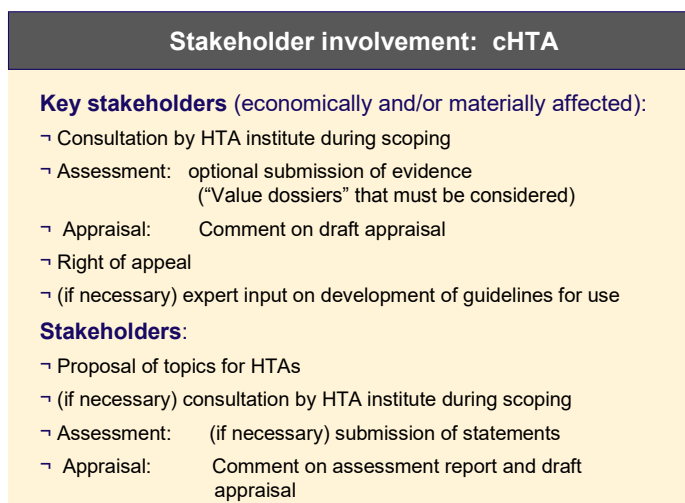 Stakeholder involvement: cHTA
Key stakeholders (economically and/or materially affected):
¬ Consultation by HTA institute during scoping
¬ Assessment: optional submission of evidence
(“Value dossiers” that must be considered)
¬ Appraisal: Comment on draft appraisal
¬ Right of appeal
¬ (if necessary) expert input on development of guidelines for use
Stakeholders:
¬ Proposal of topics for HTAs
¬ (if necessary) consultation by HTA institute during scoping
¬ Assessment: (if necessary) submission of statements
¬ Appraisal: Comment on assessment report and draft
appraisal